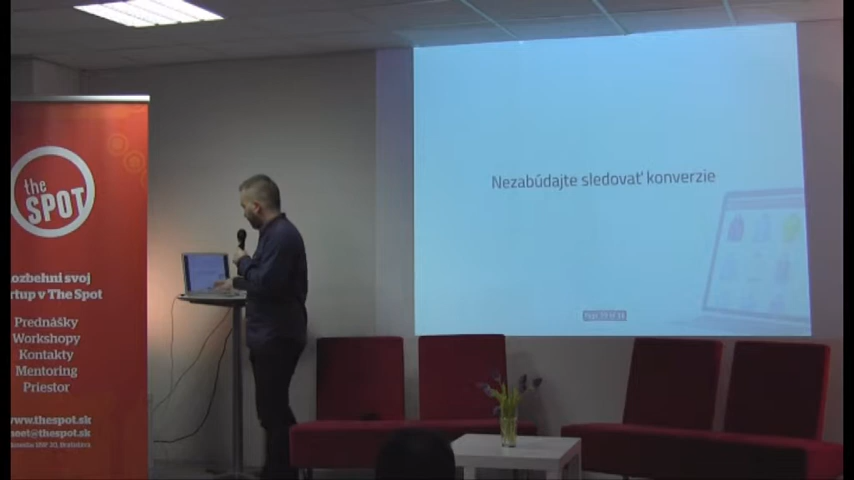 the
SPOT
ozbehni svoj
rtup v The Spot
Prednášky
Workshopy
Kontakty
Mentoring
Priestor
www.thespot.sk
Nezabúdajte sledovať konverzie